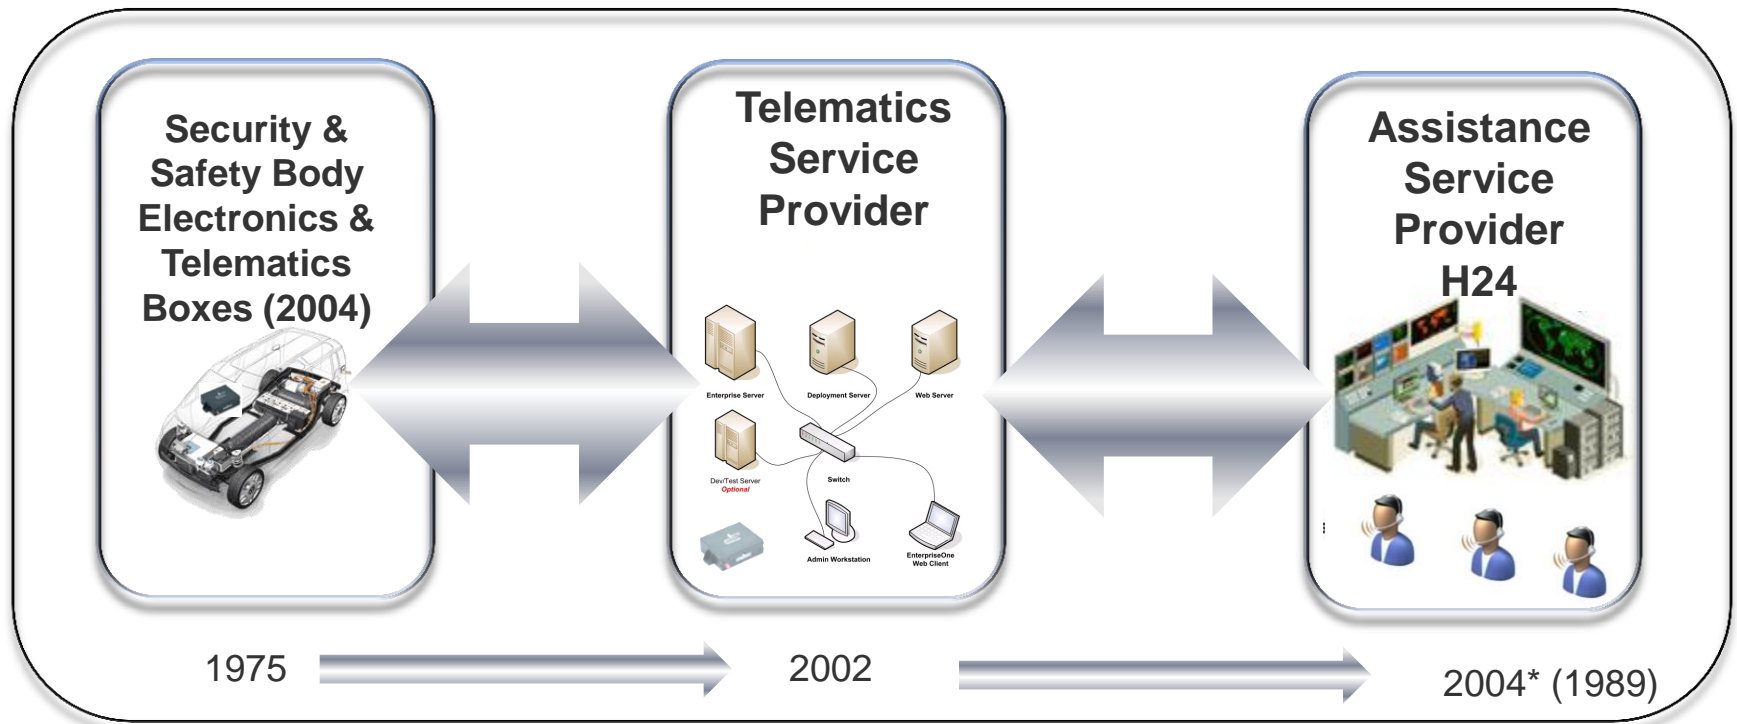 Security &
Safety Body
Electronics &
Telematics
Boxes (2004)
Telematics
Service
Provider
Enterprise Server
Deployment Server
Web Server
Dev/Test Server
Optional
Switch
Admin Workstation
EnterpriseOne
Web Client
Assistance
Service
Provider
H24
1975
2002
2004* (1989)